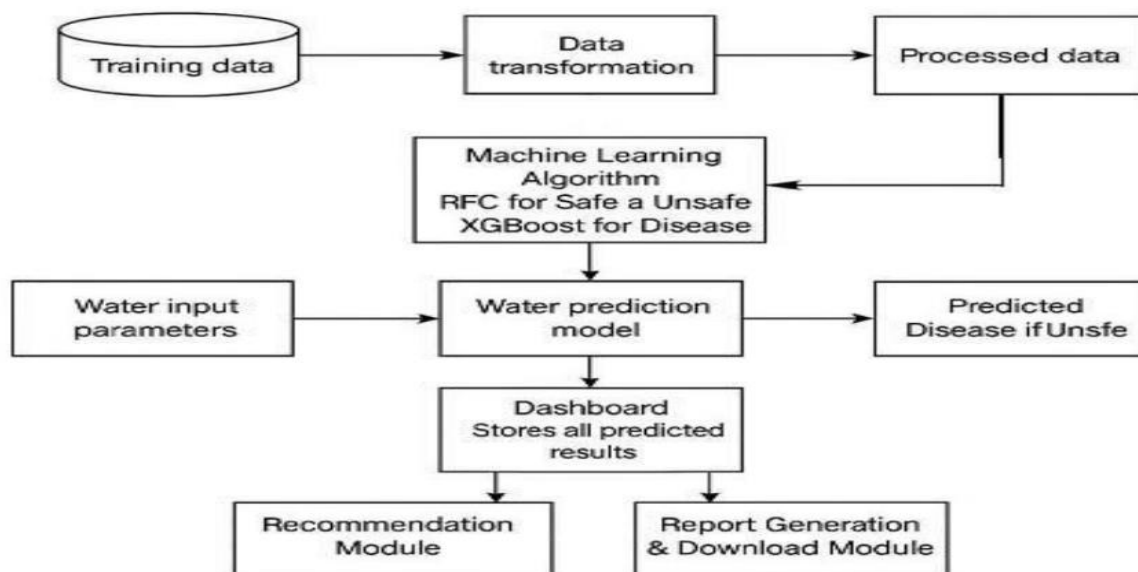 Training data
Data
transformation
Processed data
Machine Learning
Algorithm
RFC for Safe a Unsafe
XGBoost for Disease
Water input
parameters
Water prediction
model
Predicted
Disease if Unsfe
Dashboard
Stores all predicted
results
Recommendation
Module
Report Generation
& Download Module